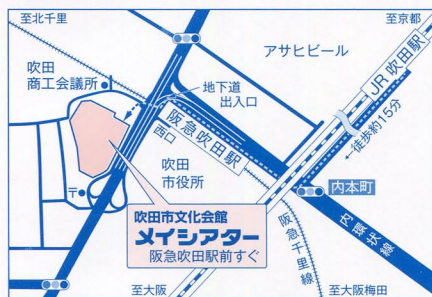 至北千里
至京都
アサヒビール
JR吹田駅
吹田
商工会議所
地下道
出入口
←徒歩約15分
阪急吹田駅
西口
吹田
市役所
内本町
〒
吹田市文化会館
メイシアター
阪急吹田駅前すぐ
阪急千里線
内環状線
至大阪
至大阪梅田